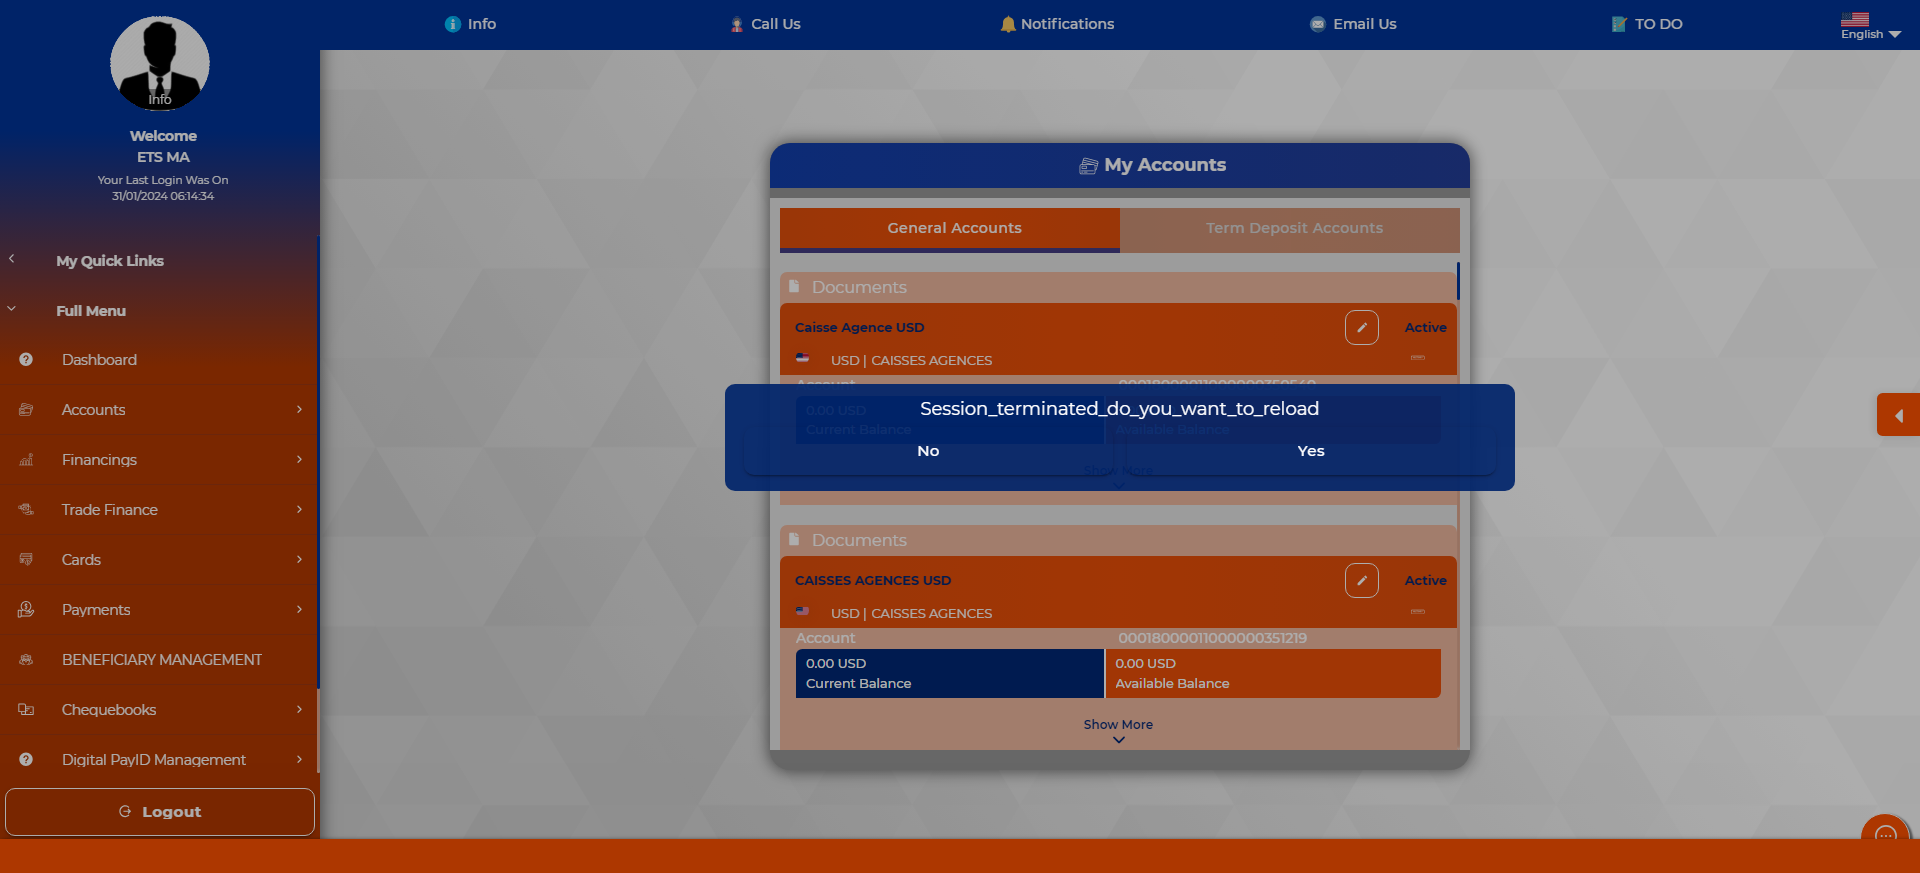 Info
Call Us
Notifications
Email Us
TO DO
English
Info
Welcome
ETS MA
Your Last Login Was On
31/01/2024 06:14:34
My Quick Links
Full Menu
Dashboard
Accounts
Financings
Trade Finance
Cards
Payments
BENEFICIARY MANAGEMENT
Chequebooks
Digital PayID Management
Logout
My Accounts
General Accounts
Term Deposit Accounts
Documents
Caisse Agence USD
Active
USD | CAISSES AGENCES
Session_terminated_do_you_want_to_reload
0.00 USD
Current Balance
Available Balance
No
Yes
Show More
Documents
CAISSES AGENCES USD
Active
USD | CAISSES AGENCES
Account
00018000011000000351219
0.00 USD
Current Balance
0.00 USD
Available Balance
Show More